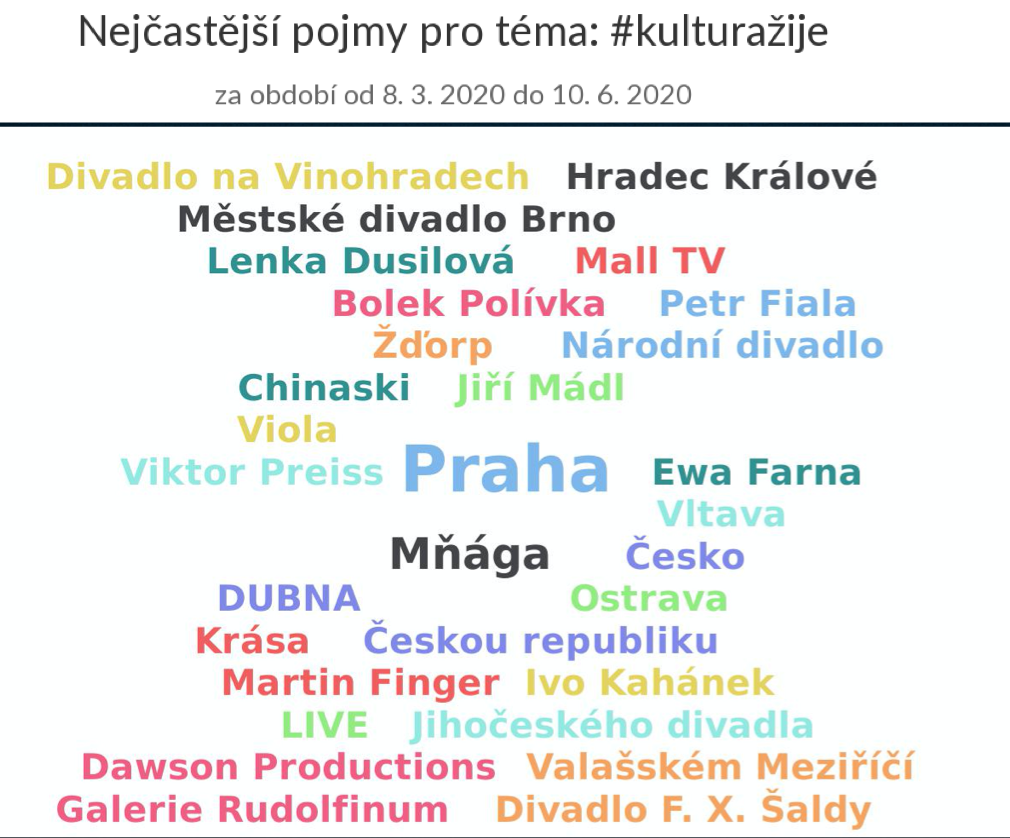 Nejčastější pojmy pro téma: #kulturažije
za období od 8. 3. 2020 do 10. 6. 2020
Divadlo na Vinohradech Hradec Králové
Městské divadlo Brno
Lenka Dusilová Mall TV
Bolek Polívka Petr Fiala
Žďorp Národní divadlo
Chinaski Jiří Mádl
Viola
Viktor Preiss Praha Ewa Farna
Vltava
Mňága Česko
DUBNA Ostrava
Krása Českou republiku
Martin Finger Ivo Kahánek
LIVE Jihočeského divadla
Dawson Productions Valašském Meziříčí
Galerie Rudolfinum Divadlo F. X. Šaldy